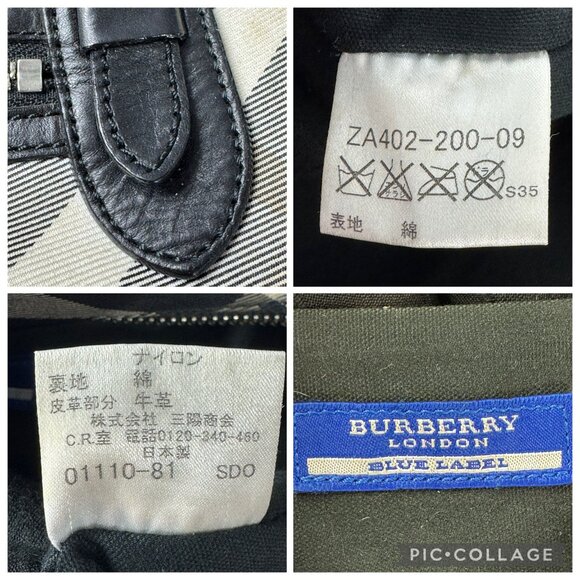 ZA402-200-09
S35
表地 綿
ナイロン
裏地 綿
皮革部分 牛革
株式会社 三陽商会
C.R.室 電話0120-340-460
日本製
01110-81 SDO
BURBERRY
LONDON
BLUE LABEL
PIC•COLLAGE